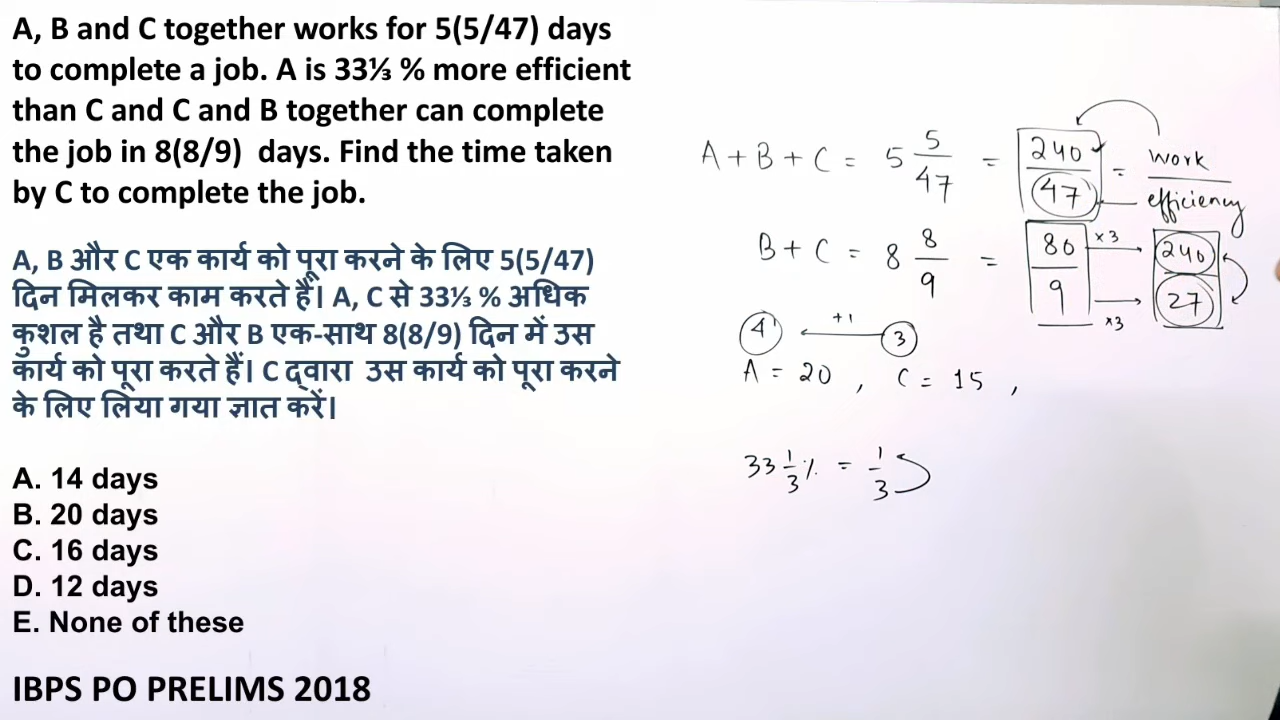 A, B and C together works for 5(5/47) days
to complete a job. A is 33⅓ % more efficient
than C and C and B together can complete
the job in 8(8/9) days. Find the time taken
by C to complete the job.
A, B और C एक कार्य को पूरा करने के लिए 5(5/47)
दिन मिलकर काम करते हैं। A, C से 33⅓ % अधिक
कुशल है तथा C और B एक-साथ 8(8/9) दिन में उस
कार्य को पूरा करते हैं। C द्वारा उस कार्य को पूरा करने
के लिए लिया गया ज्ञात करें।
A. 14 days
B. 20 days
C. 16 days
D. 12 days
E. None of these
IBPS PO PRELIMS 2018
A + B + C = 5 5/47 = 240/47 = work/efficiency
B + C = 8 8/9 = 80/9 x3 240
x3 27
4 +1 3
A = 20 , C = 15 ,
33 1/3 % = 1/3